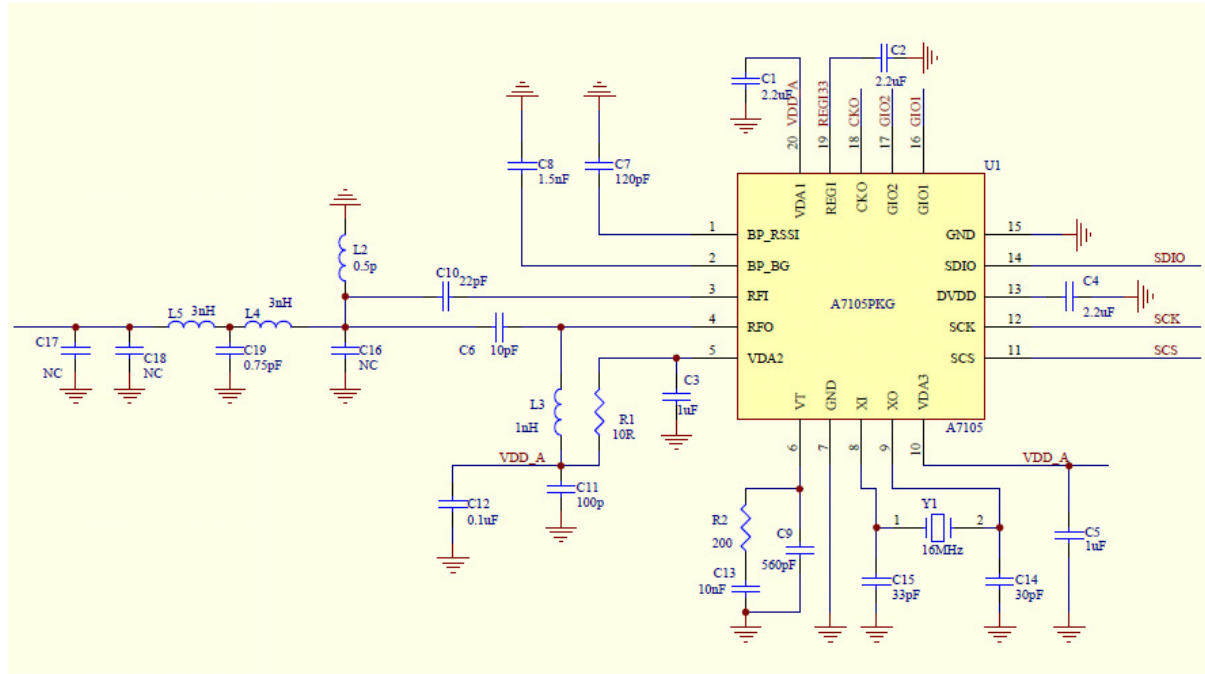 C1
2.2uF
C2
2.2uF
VDD_A
REGI33
CKO
GIO2
GIO1
20
19
18
17
16
C8
1.5nF
C7
120pF
U1
VDA1
REGI
CKO
GIO2
GIO1
1
BP_RSSI
GND
15
2
BP_BG
SDIO
14
SDIO
L2
0.5p
C10
22pF
3
RFI
A7105PKG
DVDD
13
C4
2.2uF
L5
3nH
L4
3nH
4
RFO
SCK
12
SCK
C17
NC
C18
NC
C19
0.75pF
C16
NC
C6
10pF
5
VDA2
SCS
11
SCS
C3
1uF
L3
1nH
R1
10R
VT
GND
XI
XO
VDA3
A7105
6
7
8
9
10
VDD_A
VDD_A
C12
0.1uF
C11
100p
R2
200
C9
560pF
C13
10nF
Y1
1
2
16MHz
C5
1uF
C15
33pF
C14
30pF